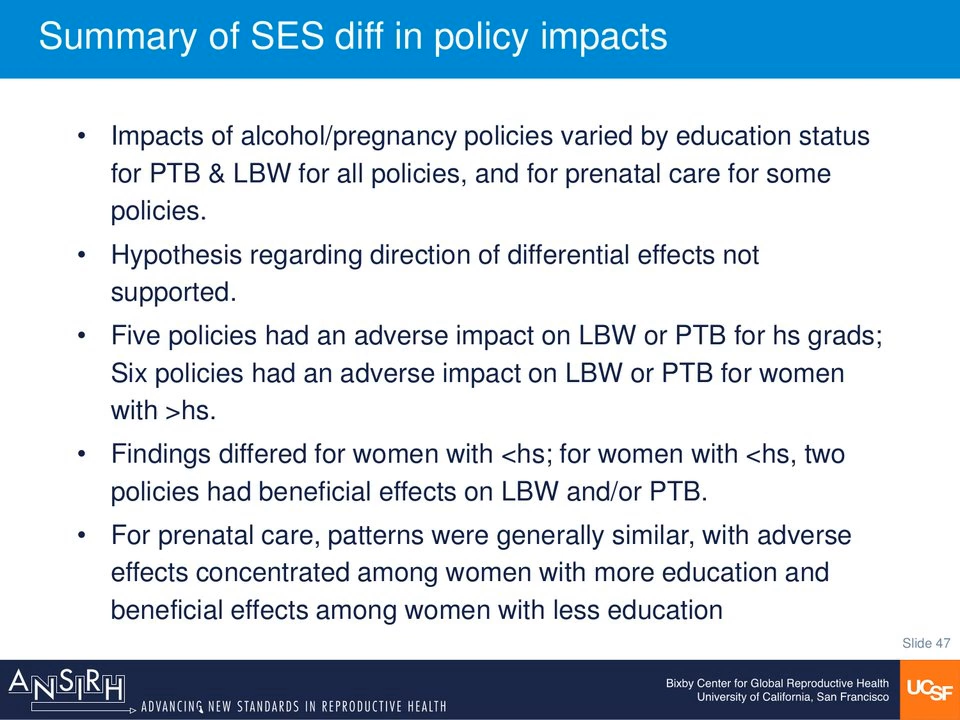 Summary of SES diff in policy impacts
• Impacts of alcohol/pregnancy policies varied by education status
for PTB & LBW for all policies, and for prenatal care for some
policies.
• Hypothesis regarding direction of differential effects not
supported.
• Five policies had an adverse impact on LBW or PTB for hs grads;
Six policies had an adverse impact on LBW or PTB for women
with >hs.
• Findings differed for women with <hs; for women with <hs, two
policies had beneficial effects on LBW and/or PTB.
• For prenatal care, patterns were generally similar, with adverse
effects concentrated among women with more education and
beneficial effects among women with less education
Slide 47
ANSIRH
ADVANCING NEW STANDARDS IN REPRODUCTIVE HEALTH
Bixby Center for Global Reproductive Health
University of California, San Francisco
UCSF